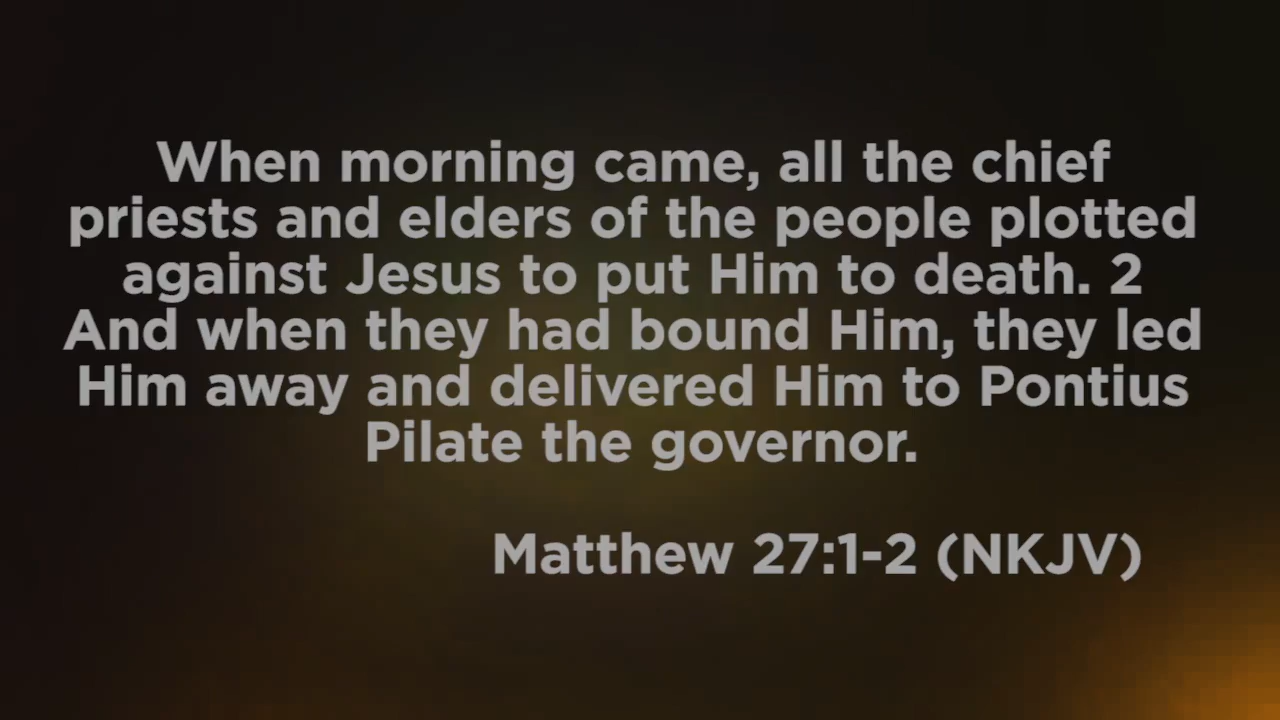 When morning came, all the chief
priests and elders of the people plotted
against Jesus to put Him to death. 2
And when they had bound Him, they led
Him away and delivered Him to Pontius
Pilate the governor.
Matthew 27:1-2 (NKJV)